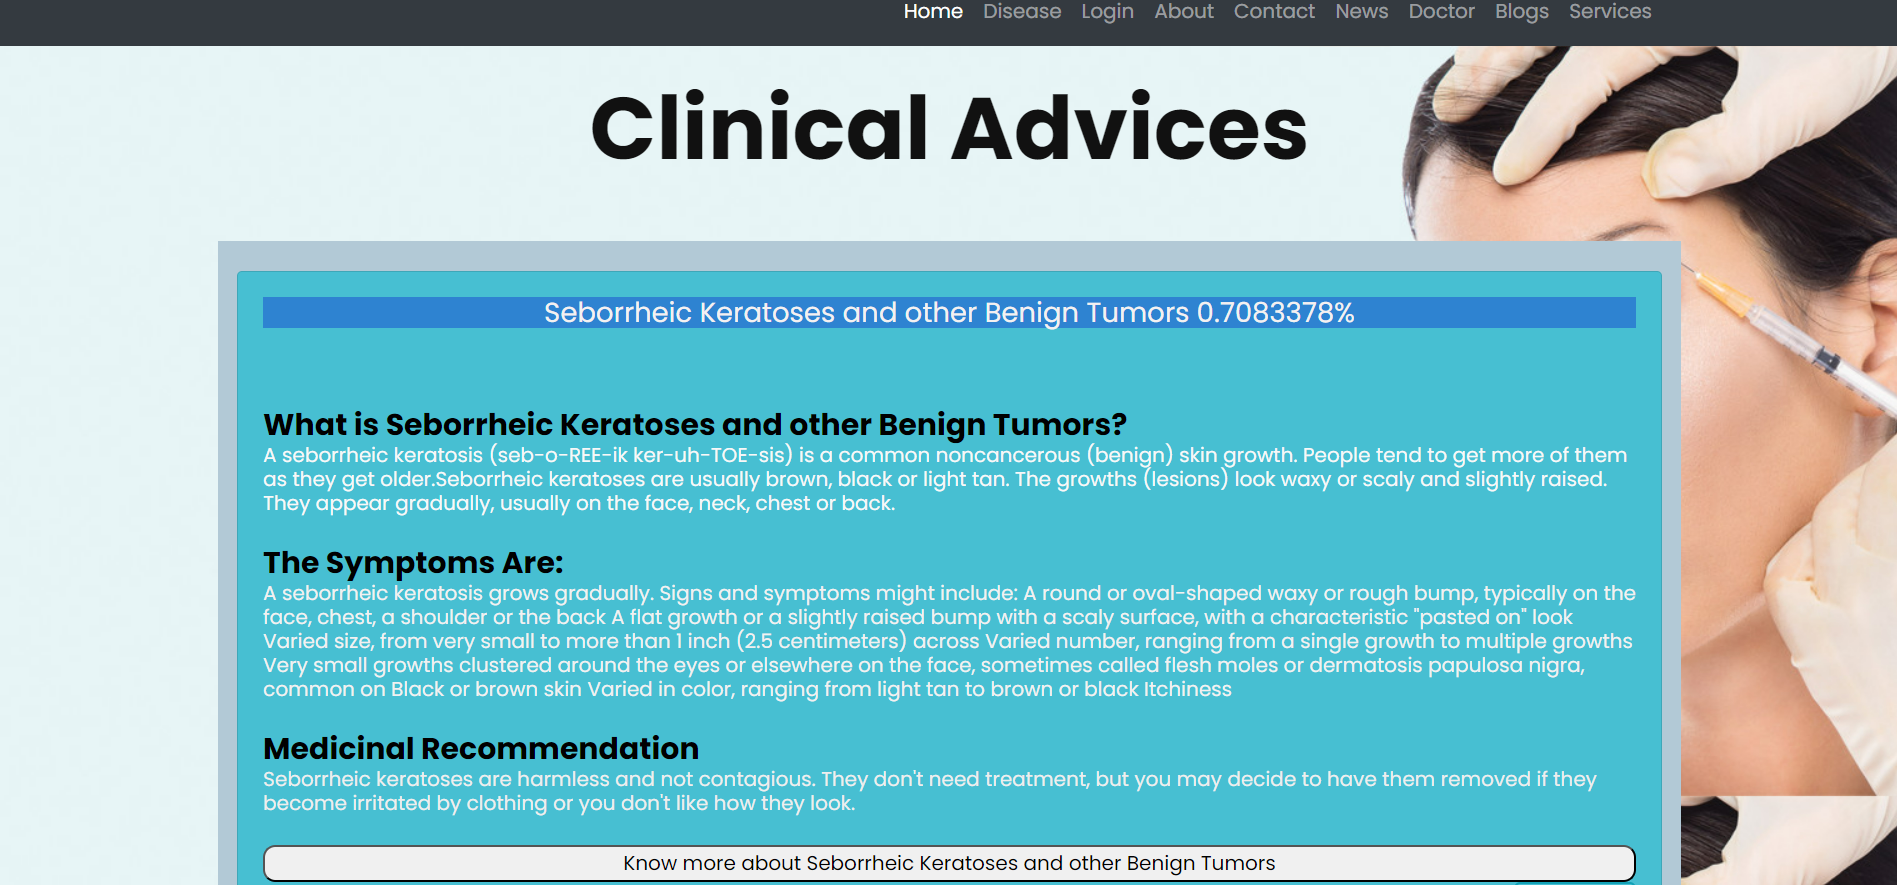 Home Disease Login About Contact News Doctor Blogs Services
Clinical Advices
Seborrheic Keratoses and other Benign Tumors 0.7083378%
What is Seborrheic Keratoses and other Benign Tumors?
A seborrheic keratosis (seb-o-REE-ik ker-uh-TOE-sis) is a common noncancerous (benign) skin growth. People tend to get more of them
as they get older.Seborrheic keratoses are usually brown, black or light tan. The growths (lesions) look waxy or scaly and slightly raised.
They appear gradually, usually on the face, neck, chest or back.
The Symptoms Are:
A seborrheic keratosis grows gradually. Signs and symptoms might include: A round or oval-shaped waxy or rough bump, typically on the
face, chest, a shoulder or the back A flat growth or a slightly raised bump with a scaly surface, with a characteristic "pasted on" look
Varied size, from very small to more than 1 inch (2.5 centimeters) across Varied number, ranging from a single growth to multiple growths
Very small growths clustered around the eyes or elsewhere on the face, sometimes called flesh moles or dermatosis papulosa nigra,
common on Black or brown skin Varied in color, ranging from light tan to brown or black Itchiness
Medicinal Recommendation
Seborrheic keratoses are harmless and not contagious. They don't need treatment, but you may decide to have them removed if they
become irritated by clothing or you don't like how they look.
Know more about Seborrheic Keratoses and other Benign Tumors